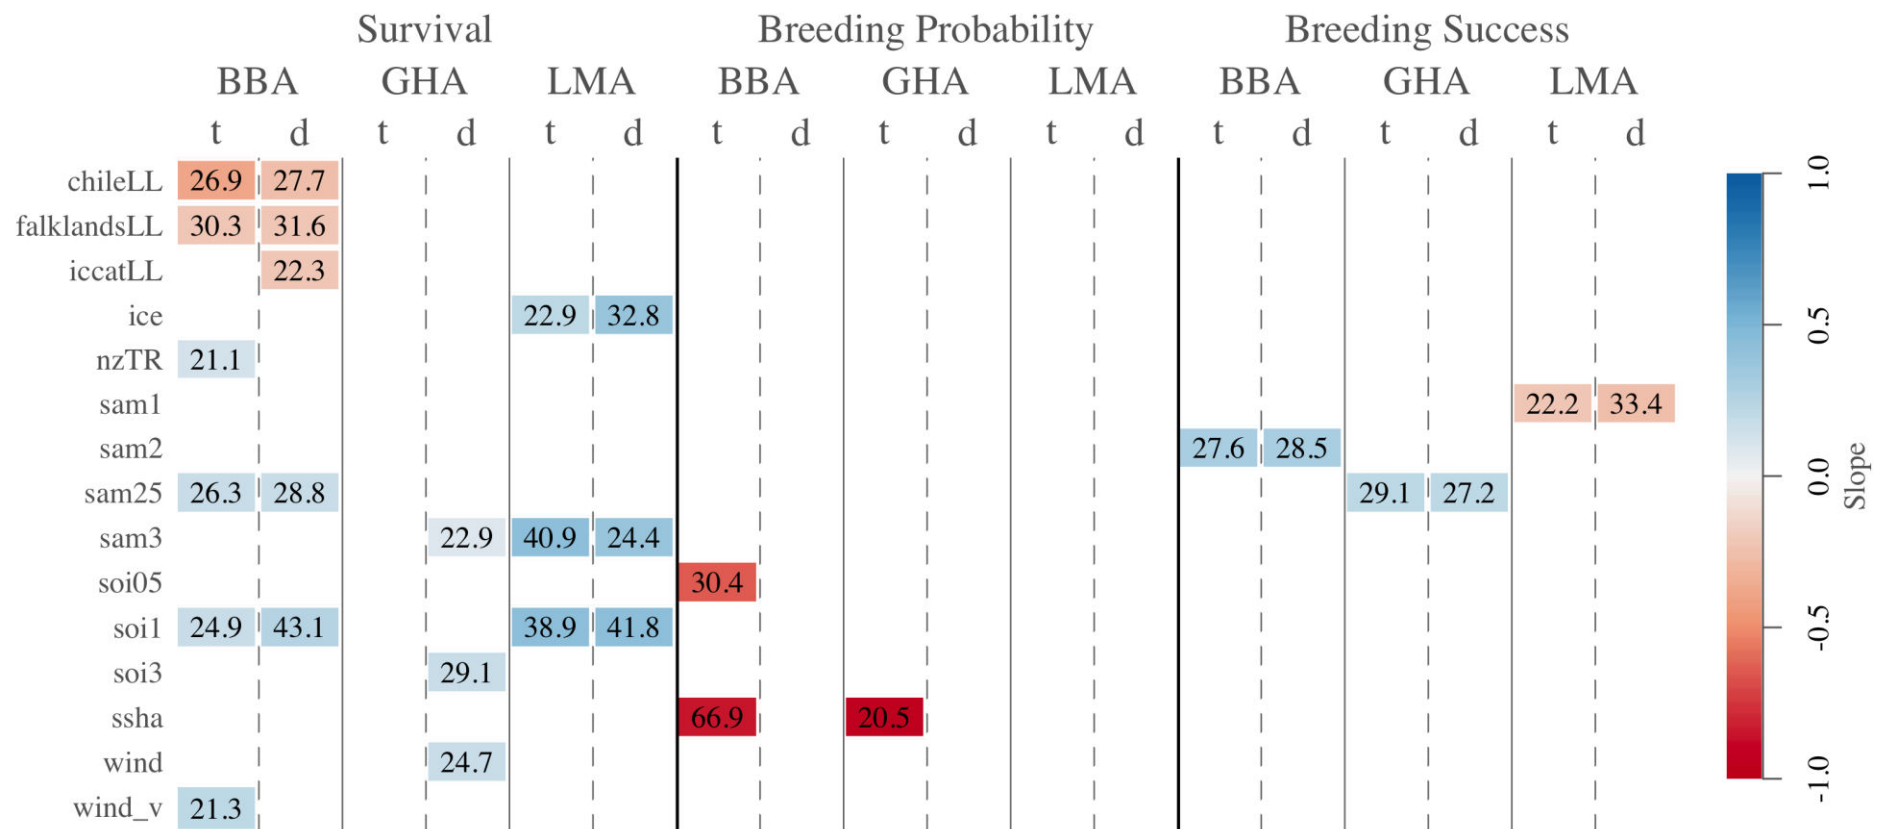 Survival Breeding Probability Breeding Success
BBA GHA LMA BBA GHA LMA BBA GHA LMA
t d t d t d t d t d t d t d t d t d
chileLL 26.9 27.7
falklandsLL 30.3 31.6
iccatLL 22.3
ice 22.9 32.8
nzTR 21.1
sam1 22.2 33.4
sam2 27.6 28.5
sam25 26.3 28.8 29.1 27.2
sam3 22.9 40.9 24.4
soi05 30.4
soi1 24.9 43.1 38.9 41.8
soi3 29.1
ssha 66.9 20.5
wind 24.7
wind_v 21.3
1.0
0.5
0.0
-0.5
-1.0
Slope